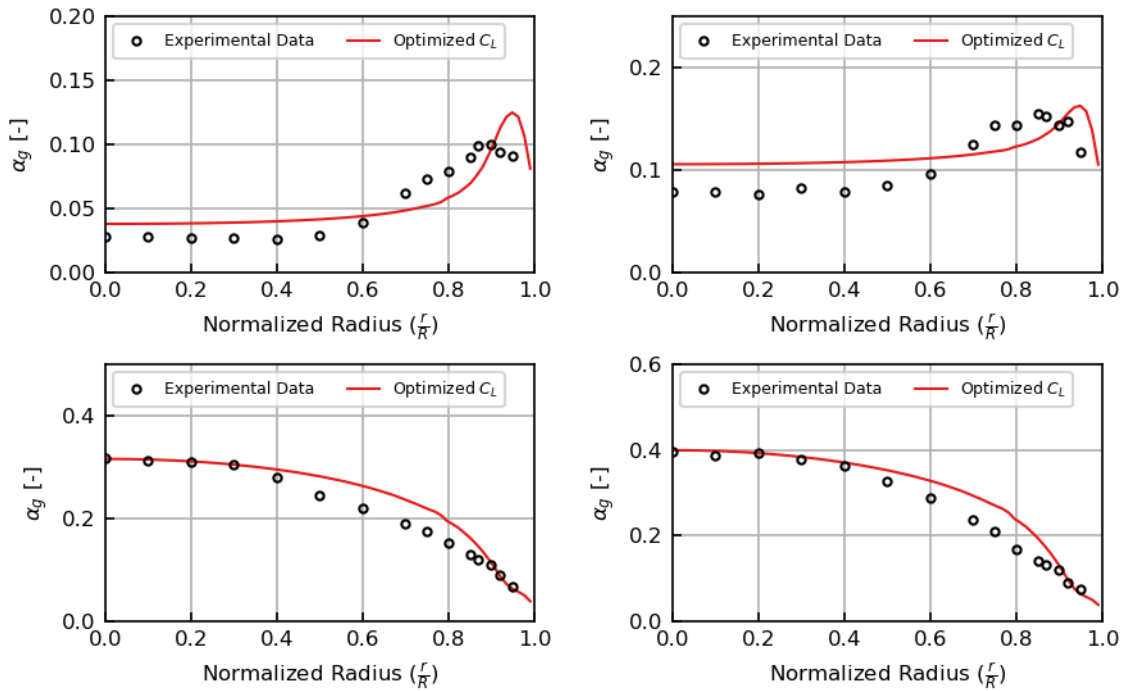 0.20
0.15
0.10
0.05
0.00
α_g [-]
Experimental Data Optimized C_L
0.0 0.2 0.4 0.6 0.8 1.0
Normalized Radius (r/R)
0.2
0.1
0.0
α_g [-]
Experimental Data Optimized C_L
0.0 0.2 0.4 0.6 0.8 1.0
Normalized Radius (r/R)
0.4
0.2
0.0
α_g [-]
Experimental Data Optimized C_L
0.0 0.2 0.4 0.6 0.8 1.0
Normalized Radius (r/R)
0.6
0.4
0.2
0.0
α_g [-]
Experimental Data Optimized C_L
0.0 0.2 0.4 0.6 0.8 1.0
Normalized Radius (r/R)